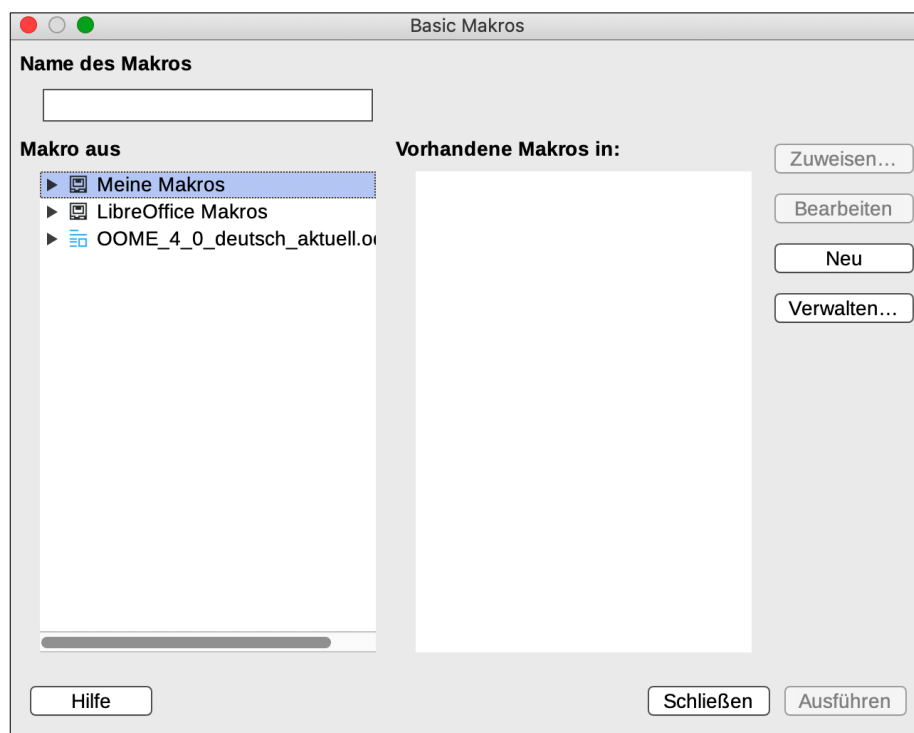 Basic Makros
Name des Makros
Makro aus
Vorhandene Makros in:
Meine Makros
LibreOffice Makros
OOME_4_0_deutsch_aktuell.o
Zuweisen…
Bearbeiten
Neu
Verwalten…
Hilfe
Schließen
Ausführen